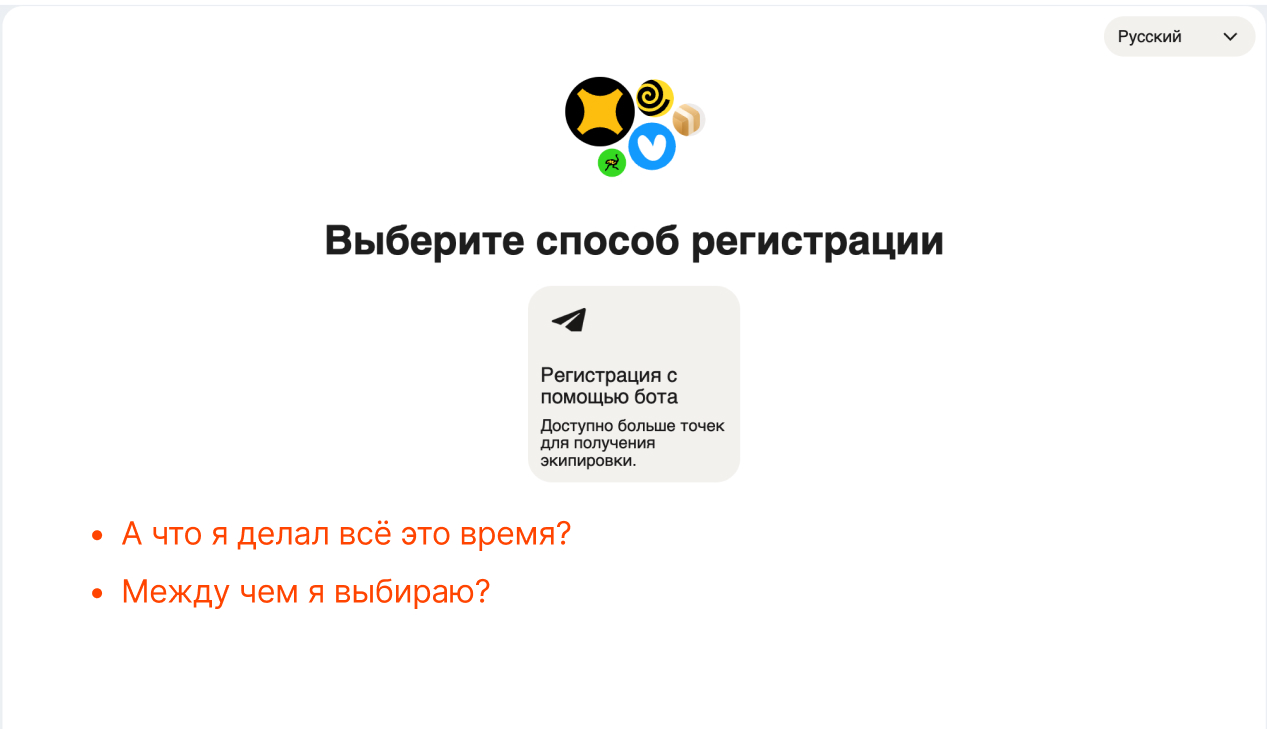 Русский
Выберите способ регистрации
Регистрация с
помощью бота
Доступно больше точек
для получения
экипировки.
• А что я делал всё это время?
• Между чем я выбираю?